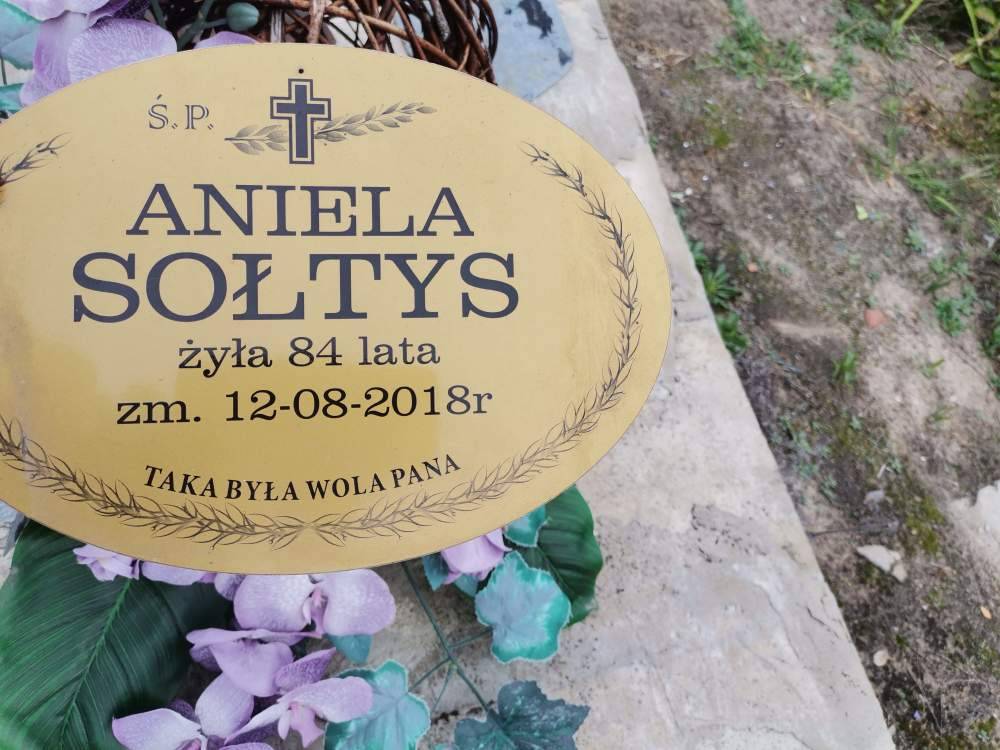 Ś.P.
ANIELA
SOŁTYS
żyła 84 lata
zm. 12-08-2018r
TAKA BYŁA WOLA PANA